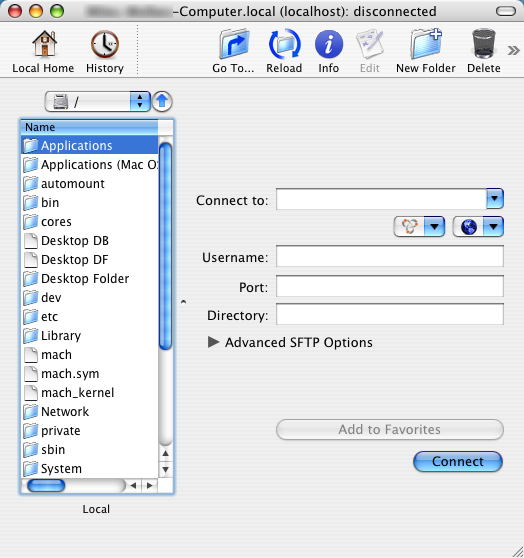 -Computer.local (localhost): disconnected
Local Home
History
Go To...
Reload
Info
Edit
New Folder
Delete
/
Name
Applications
Applications (Mac O
automount
bin
cores
Desktop DB
Desktop DF
Desktop Folder
dev
etc
Library
mach
mach.sym
mach_kernel
Network
private
sbin
System
Local
Connect to:
Username:
Port:
Directory:
Advanced SFTP Options
Add to Favorites
Connect